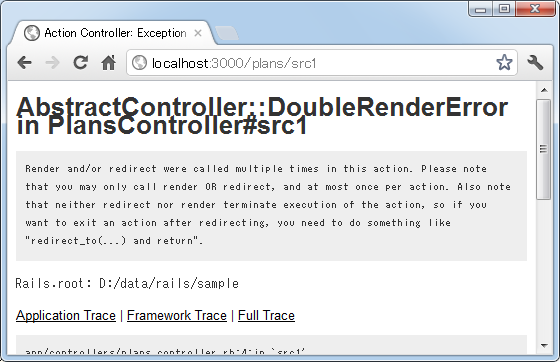 Action Controller: Exception
localhost:3000/plans/src1
AbstractController::DoubleRenderError
in PlansController#src1
Render and/or redirect were called multiple times in this action. Please note
that you may only call render OR redirect, and at most once per action. Also note
that neither redirect nor render terminate execution of the action, so if you
want to exit an action after redirecting, you need to do something like
"redirect_to(...) and return".
Rails.root: D:/data/rails/sample
Application Trace | Framework Trace | Full Trace
app/controllers/plans_controller.rb:4:in `src1'